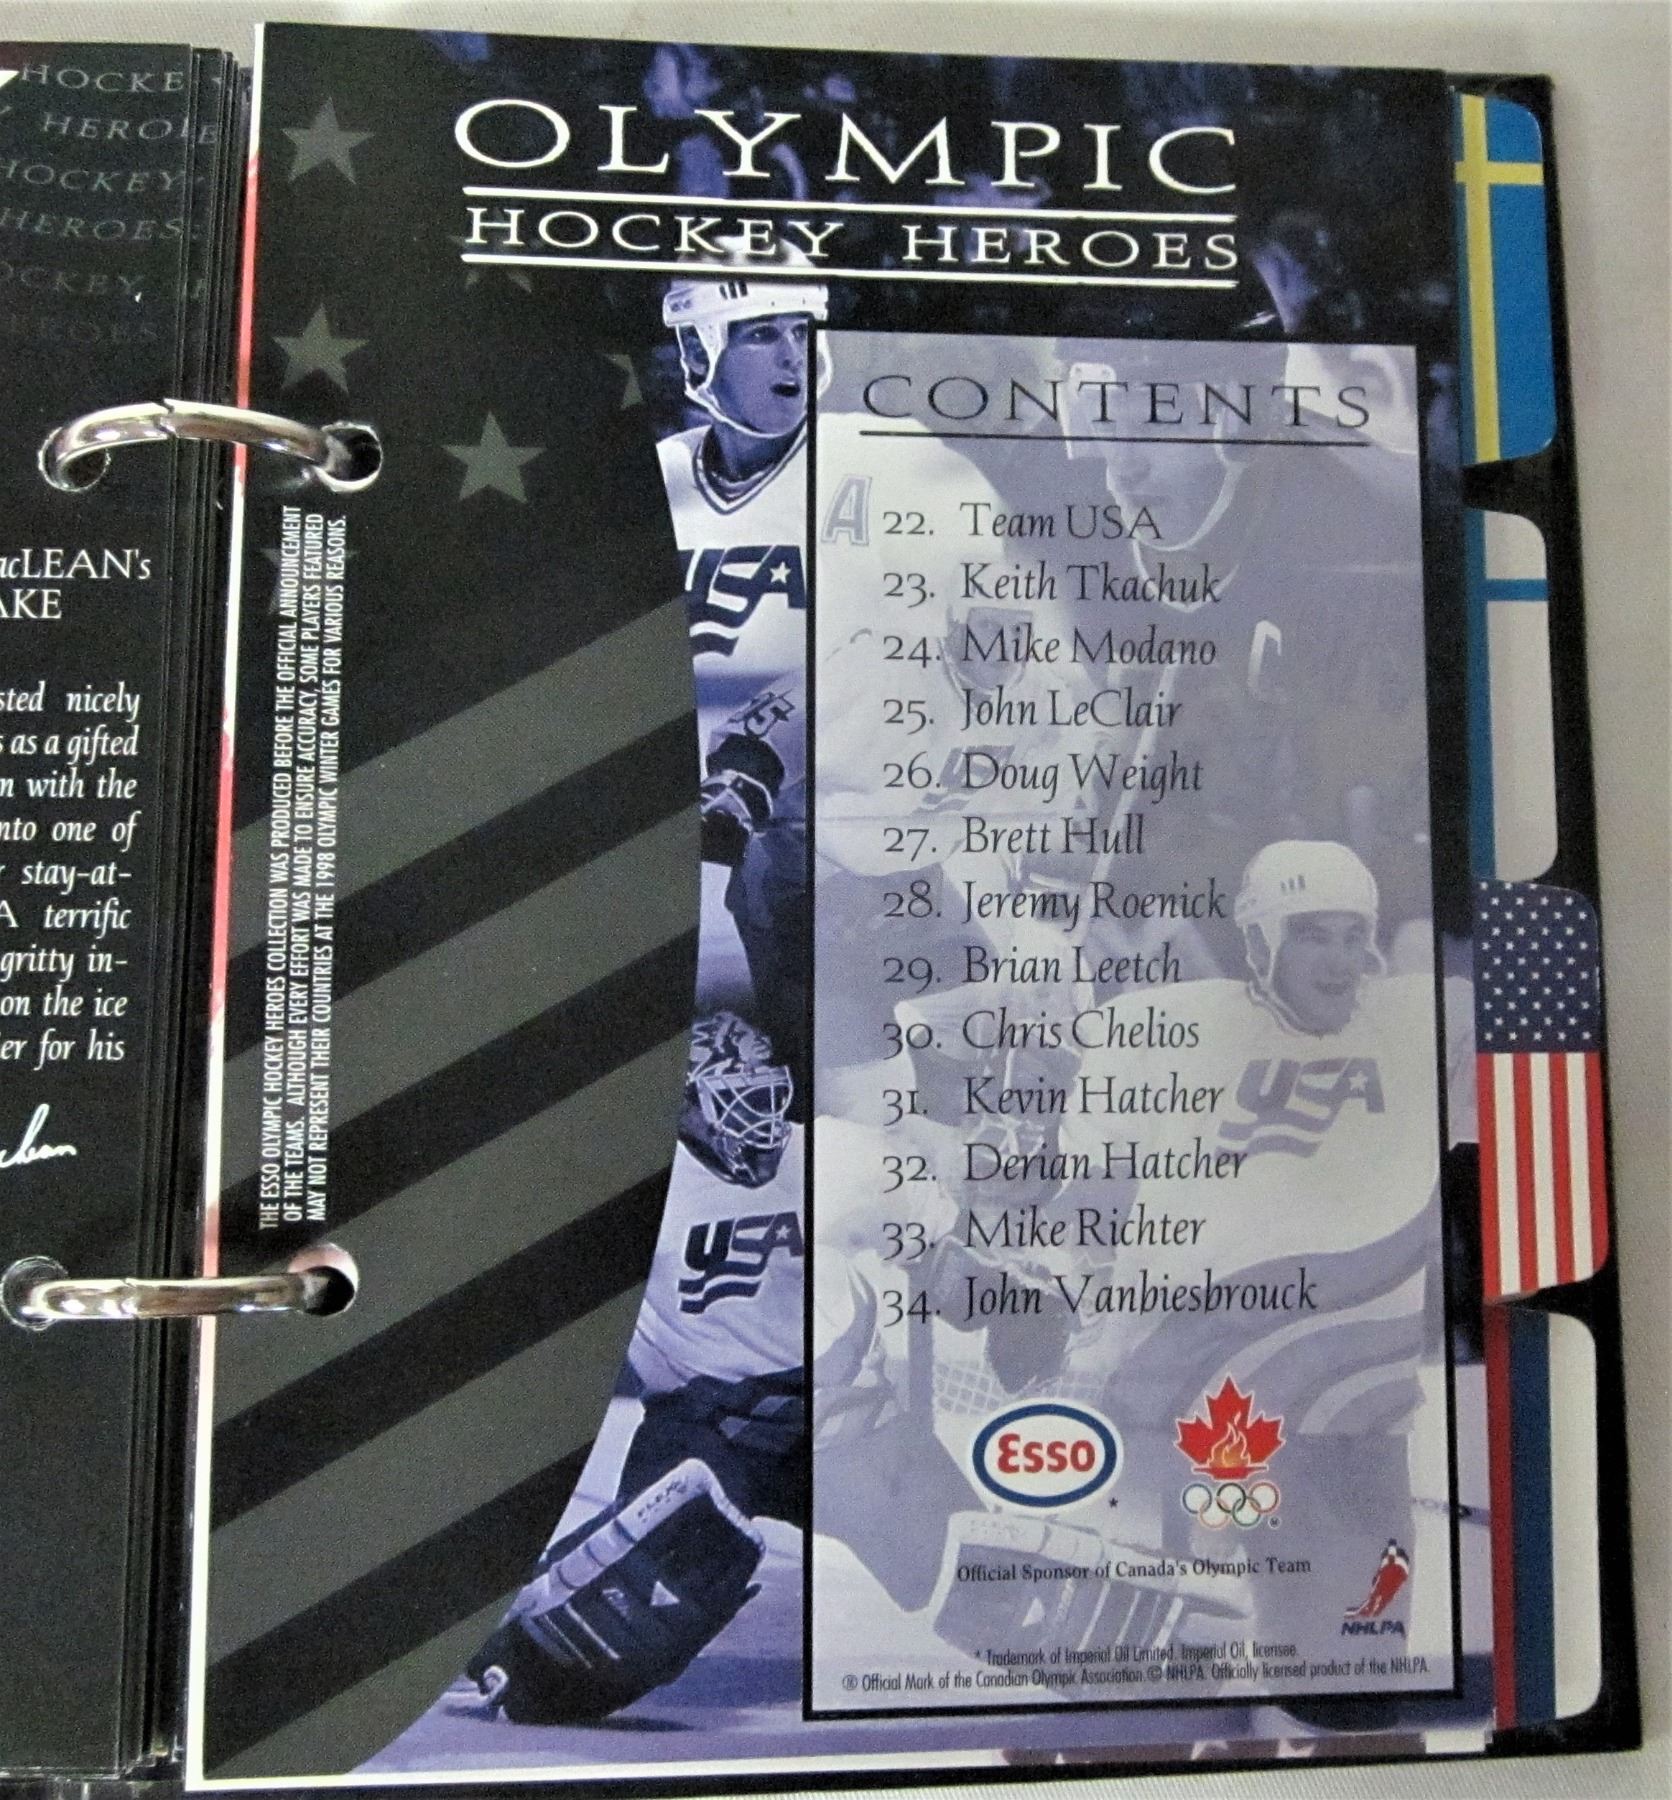 HOCKE
HEROE
HOCKEY
HEROES
OCKEY
acLEAN's
AKE
sted nicely
s as a gifted
n with the
nto one of
r stay-at-
A terrific
gritty in-
on the ice
er for his
THE ESSO OLYMPIC HOCKEY HEROES COLLECTION WAS PRODUCED BEFORE THE OFFICIAL ANNOUNCEMENT
OF THE TEAMS. ALTHOUGH EVERY EFFORT WAS MADE TO ENSURE ACCURACY, SOME PLAYERS FEATURED
MAY NOT REPRESENT THEIR COUNTRIES AT THE 1998 OLYMPIC WINTER GAMES FOR VARIOUS REASONS.
OLYMPIC
HOCKEY HEROES
USA
USA
CONTENTS
A
22. Team USA
23. Keith Tkachuk
24. Mike Modano
25. John LeClair
26. Doug Weight
27. Brett Hull
28. Jeremy Roenick
29. Brian Leetch
30. Chris Chelios
31. Kevin Hatcher
32. Derian Hatcher
33. Mike Richter
34. John Vanbiesbrouck
USA
Esso *
Official Sponsor of Canada's Olympic Team
NHLPA
* Trademark of Imperial Oil Limited. Imperial Oil, licensee.
® Official Mark of the Canadian Olympic Association. © NHLPA. Officially licensed product of the NHLPA.